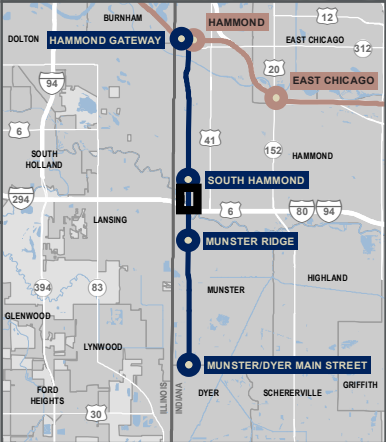 BURNHAM
HAMMOND
12
DOLTON
HAMMOND GATEWAY
EAST CHICAGO
312
20
94
EAST CHICAGO
6
41
SOUTH
HOLLAND
152
HAMMOND
SOUTH HAMMOND
294
6
80
94
LANSING
MUNSTER RIDGE
HIGHLAND
394
83
MUNSTER
GLENWOOD
LYNWOOD
MUNSTER/DYER MAIN STREET
FORD
HEIGHTS
ILLINOIS
INDIANA
DYER
SCHERERVILLE
GRIFFITH
30